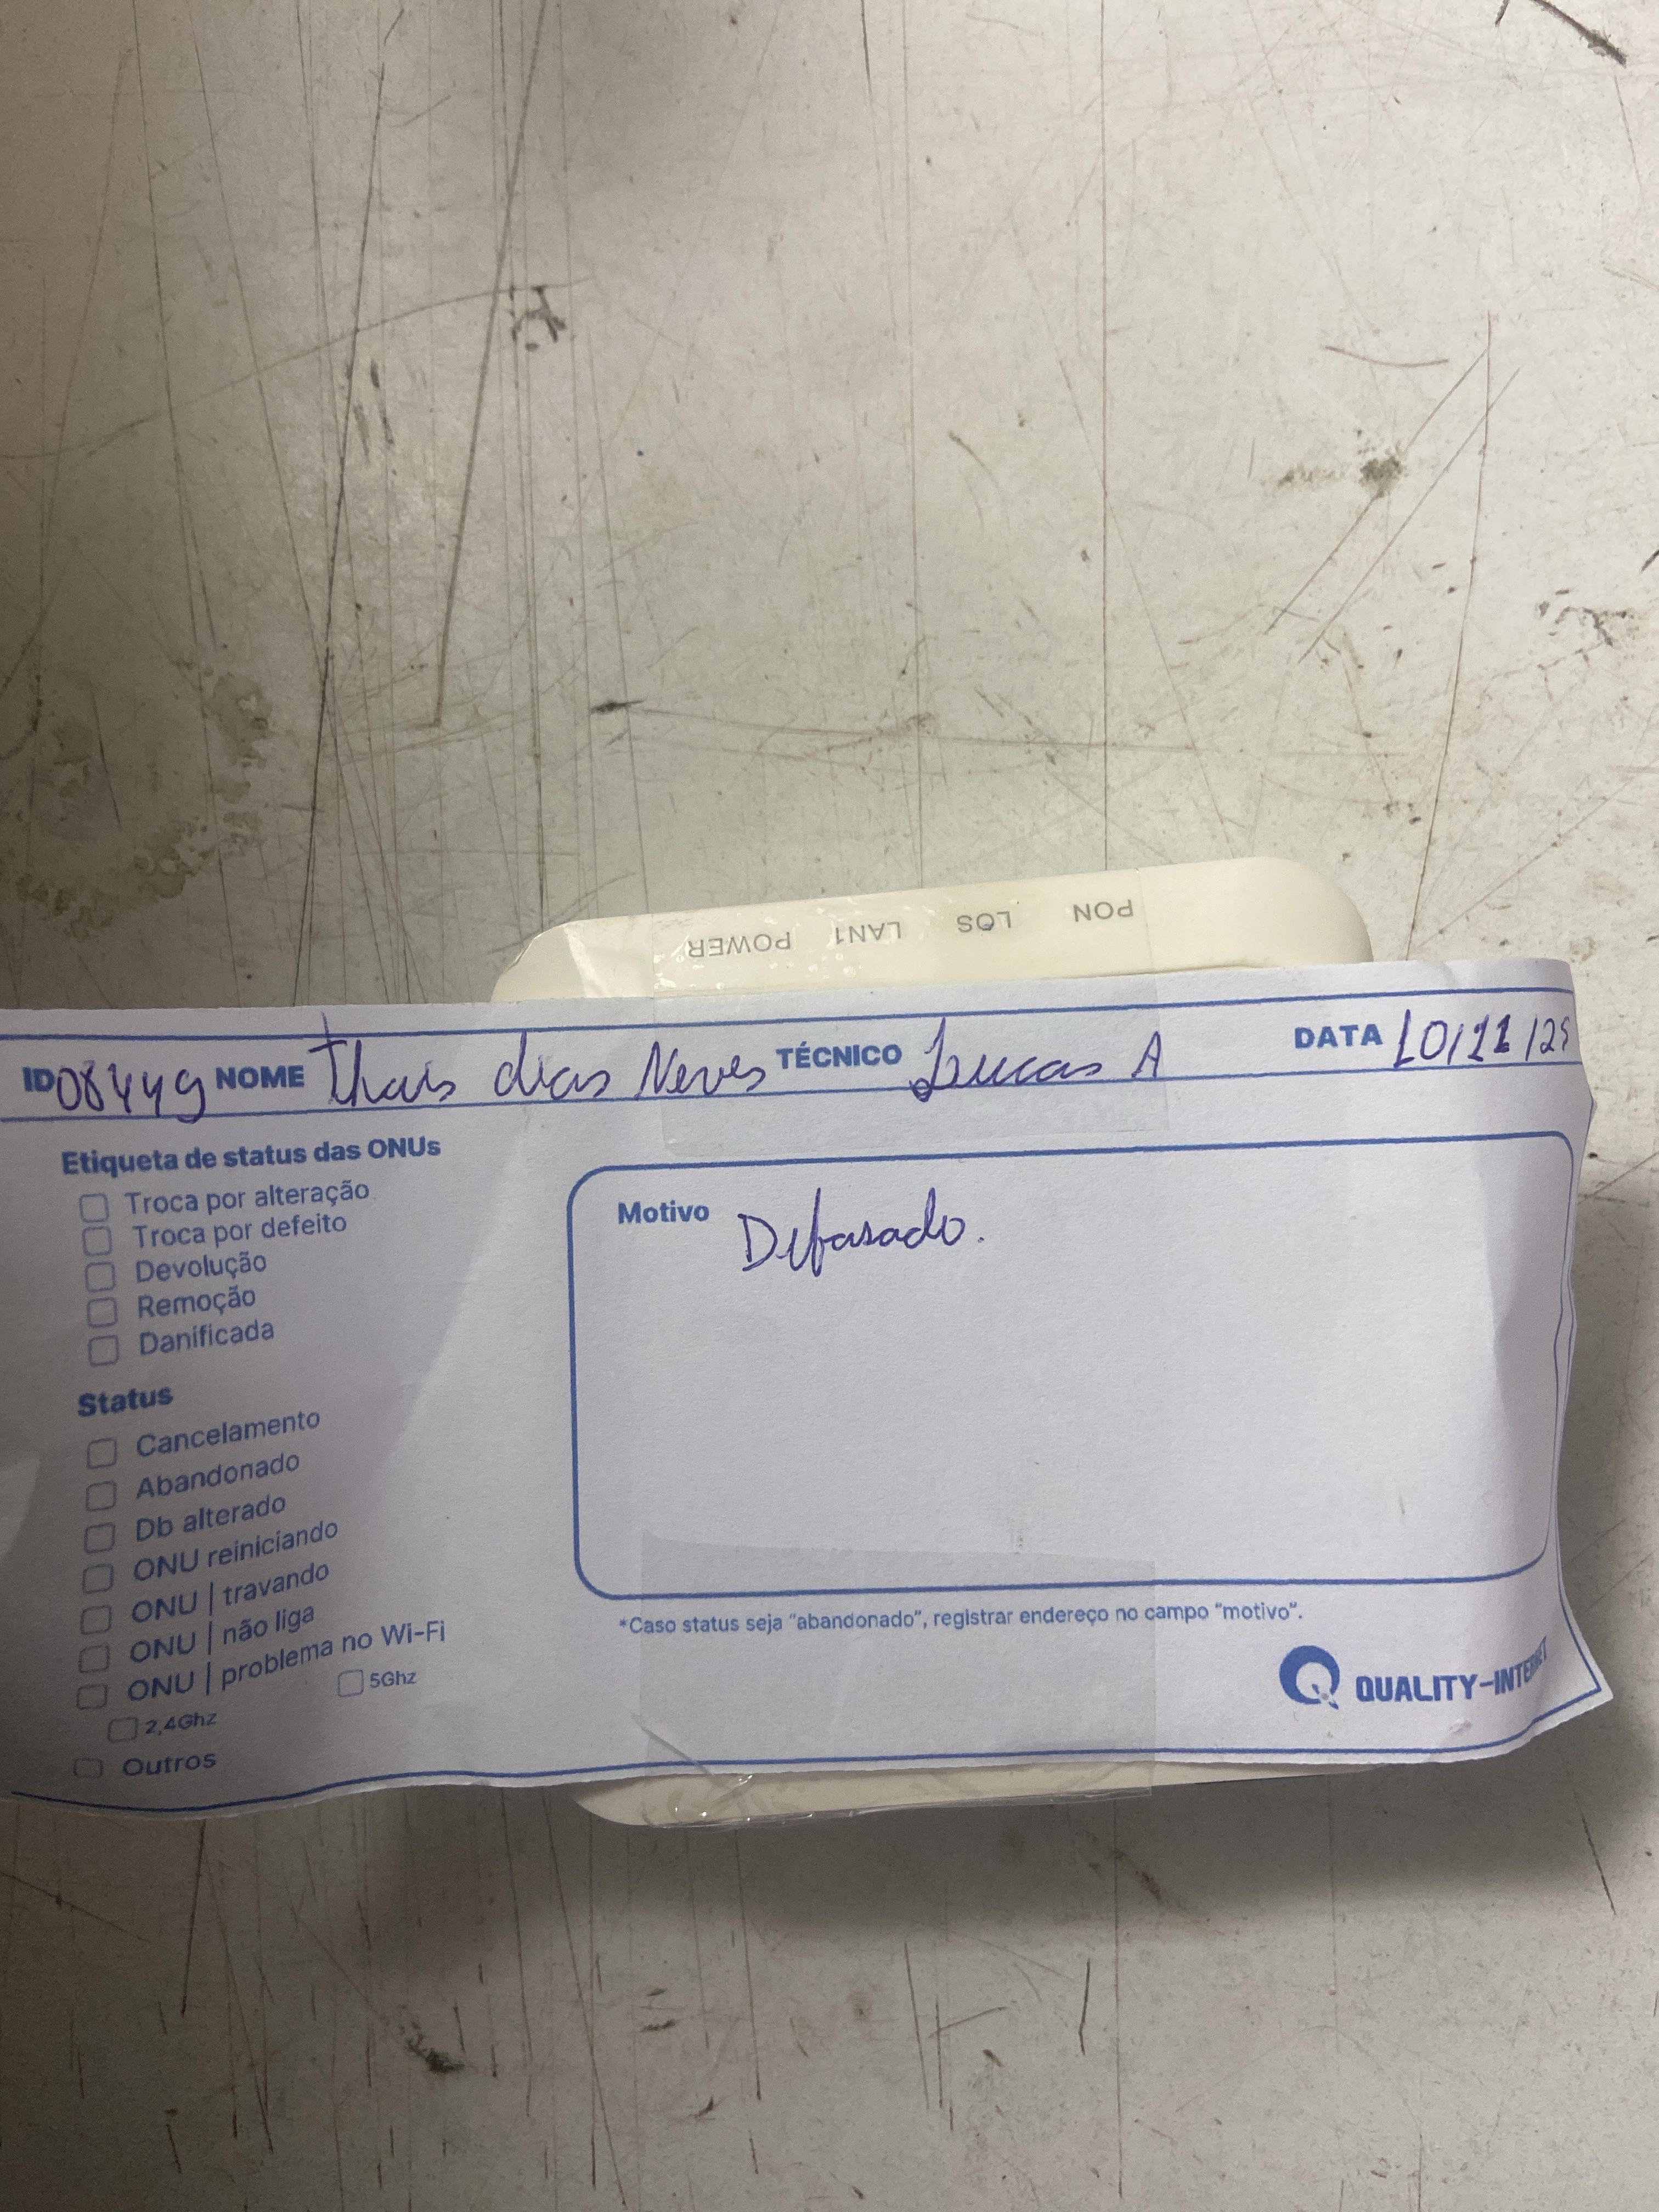 POWER LAN1 LOS PON
ID 08449 NOME Thais dias Neves TÉCNICO Lucas A DATA 10/11/25
Etiqueta de status das ONUs
Troca por alteração
Troca por defeito
Devolução
Remoção
Danificada
Status
Cancelamento
Abandonado
Db alterado
ONU reiniciando
ONU | travando
ONU | não liga
ONU | problema no Wi-Fi
2,4Ghz 5Ghz
Outros
Motivo Defasado.
*Caso status seja "abandonado", registrar endereço no campo "motivo".
QUALITY-INTERNET